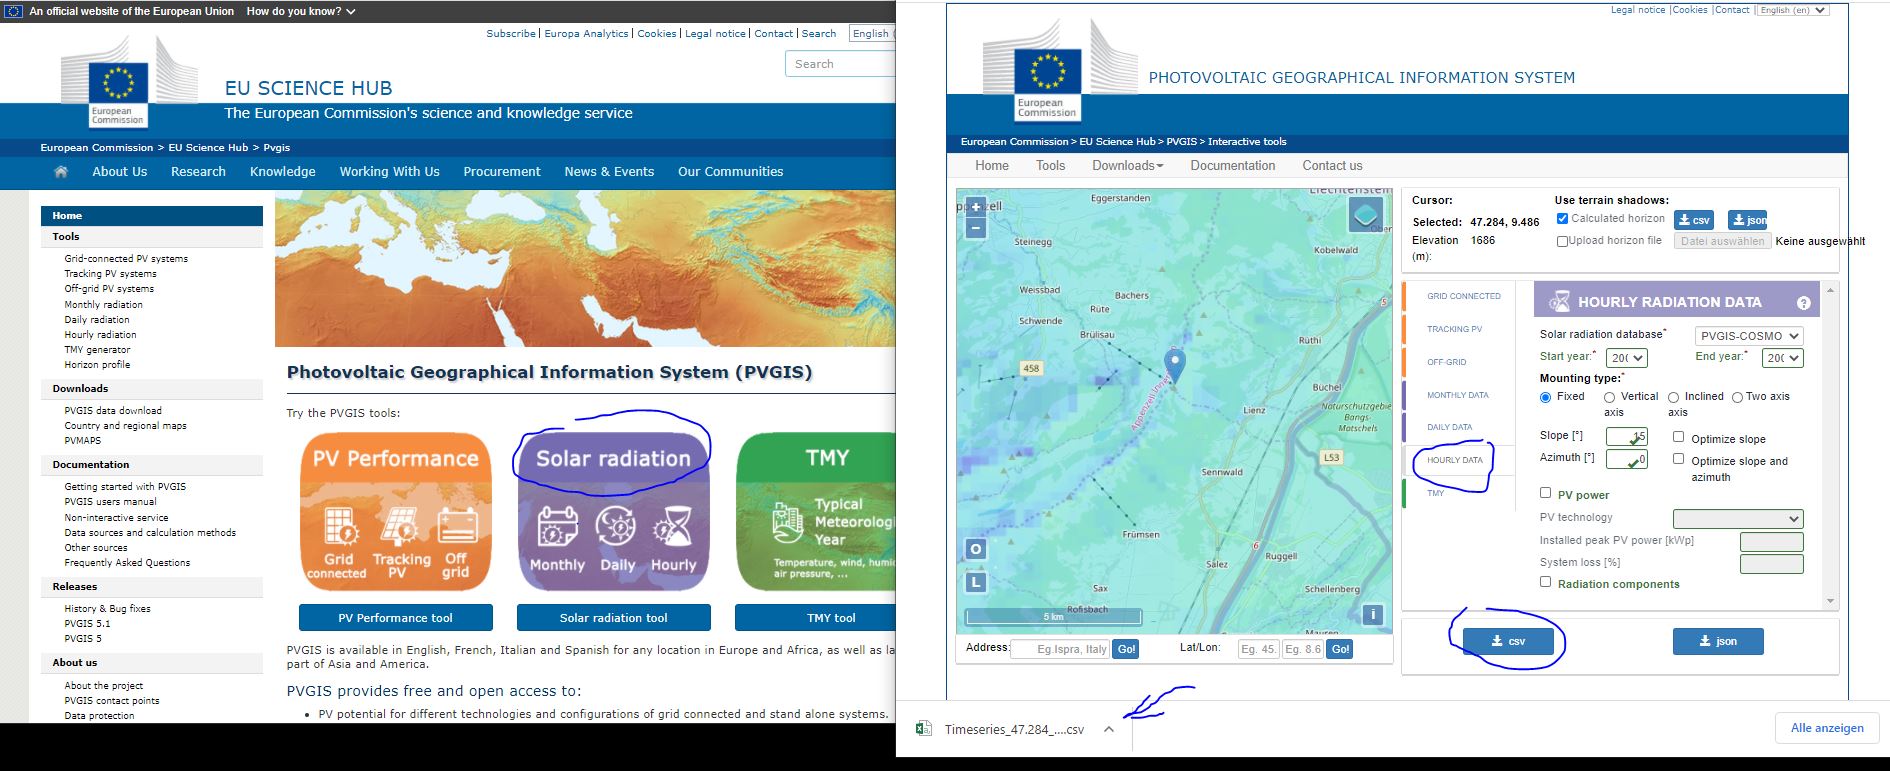 An official website of the European Union How do you know?
Subscribe | Europa Analytics | Cookies | Legal notice | Contact | Search
English (
Search
European
Commission
EU SCIENCE HUB
The European Commission's science and knowledge service
European Commission > EU Science Hub > Pvgis
About Us Research Knowledge Working With Us Procurement News & Events Our Communities
Home
Tools
Grid-connected PV systems
Tracking PV systems
Off-grid PV systems
Monthly radiation
Daily radiation
Hourly radiation
TMY generator
Horizon profile
Downloads
PVGIS data download
Country and regional maps
PVMAPS
Documentation
Getting started with PVGIS
PVGIS users manual
Non-interactive service
Data sources and calculation methods
Other sources
Frequently Asked Questions
Releases
History & Bug fixes
PVGIS 5.1
PVGIS 5
About us
About the project
PVGIS contact points
Data protection
Photovoltaic Geographical Information System (PVGIS)
Try the PVGIS tools:
PV Performance
Grid connected
Tracking PV
Off grid
Solar radiation
Monthly Daily Hourly
TMY
Typical
Meteorologi
Year
Temperature, wind, humid
air pressure, ...
PV Performance tool
Solar radiation tool
TMY tool
PVGIS is available in English, French, Italian and Spanish for any location in Europe and Africa, as well as la
part of Asia and America.
PVGIS provides free and open access to:
• PV potential for different technologies and configurations of grid connected and stand alone systems.
Legal notice | Cookies | Contact | English (en)
European
Commission
PHOTOVOLTAIC GEOGRAPHICAL INFORMATION SYSTEM
European Commission > EU Science Hub > PVGIS > Interactive tools
Home Tools Downloads Documentation Contact us
+
−
Liechtenstein
Eggerstanden
Steinegg
Kobelwald
Weissbad
Bachers
Rüte
Schwende
Brülisau
Rüthi
458
Büchel
Appenzell Inner
Lienz
Naturschutzgebie
Bangs-
Matschels
5
L53
Sennwald
Frümsen
6
Ruggell
Salez
Sax
Schellenberg
Rofisbach
Mauren
O
L
5 km
i
Address: Eg.Ispra, Italy Go! Lat/Lon: Eg. 45. Eg. 8.6 Go!
Cursor:
Selected: 47.284, 9.486
Elevation 1686
(m):
Use terrain shadows:
Calculated horizon csv json
Upload horizon file Datei auswählen Keine ausgewählt
GRID CONNECTED
TRACKING PV
OFF-GRID
MONTHLY DATA
DAILY DATA
HOURLY DATA
TMY
HOURLY RADIATION DATA ?
Solar radiation database* PVGIS-COSMO
Start year:* 200 End year:* 200
Mounting type:*
Fixed Vertical axis Inclined axis Two axis
Slope [°] 15 Optimize slope
Azimuth [°] 0 Optimize slope and azimuth
PV power
PV technology
Installed peak PV power [kWp]
System loss [%]
Radiation components
csv json
Timeseries_47.284_....csv
Alle anzeigen